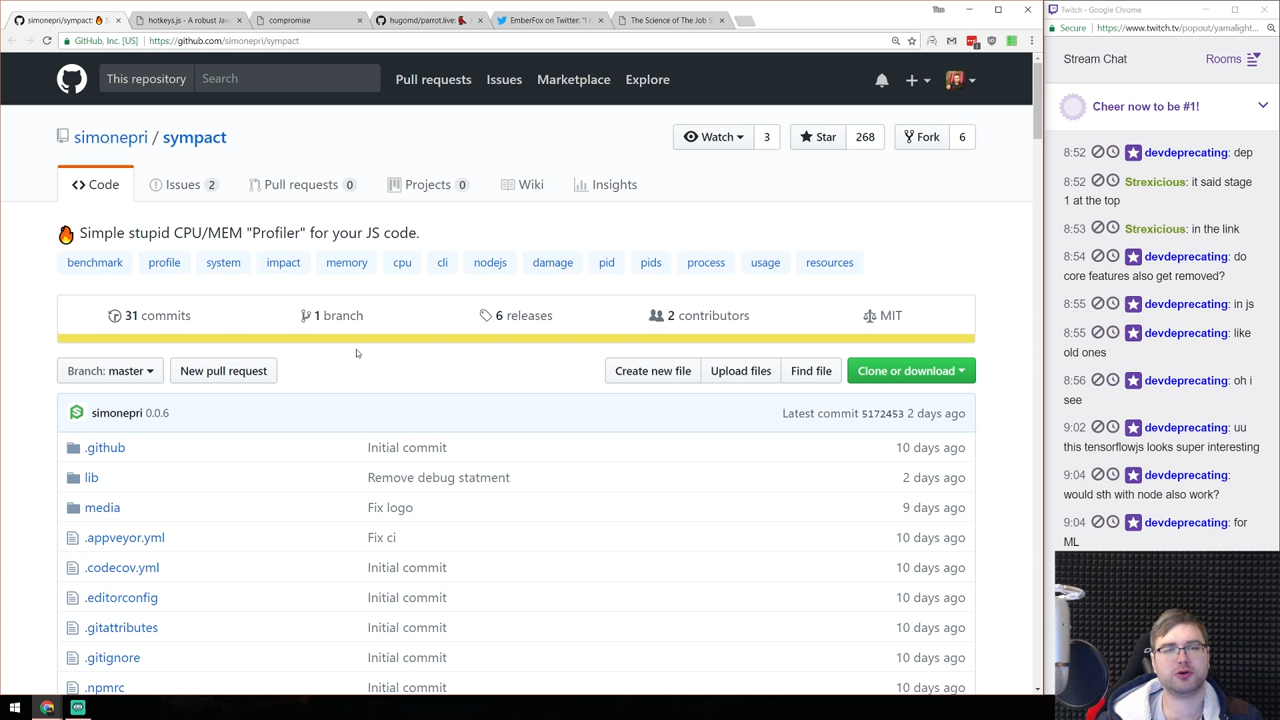 simonepri/sympact:
hotkeys.js - A robust Jav
compromise
hugomd/parrot.live:
EmberFox on Twitter: "I
The Science of The Job S
Tim
GitHub, Inc. [US]
https://github.com/simonepri/sympact
This repository
Search
Pull requests
Issues
Marketplace
Explore
simonepri / sympact
Watch
3
Star
268
Fork
6
Code
Issues 2
Pull requests 0
Projects 0
Wiki
Insights
Simple stupid CPU/MEM "Profiler" for your JS code.
benchmark
profile
system
impact
memory
cpu
cli
nodejs
damage
pid
pids
process
usage
resources
31 commits
1 branch
6 releases
2 contributors
MIT
Branch: master
New pull request
Create new file
Upload files
Find file
Clone or download
simonepri 0.0.6
Latest commit 5172453 2 days ago
.github
Initial commit
10 days ago
lib
Remove debug statment
2 days ago
media
Fix logo
9 days ago
.appveyor.yml
Fix ci
10 days ago
.codecov.yml
Initial commit
10 days ago
.editorconfig
Initial commit
10 days ago
.gitattributes
Initial commit
10 days ago
.gitignore
Initial commit
10 days ago
.npmrc
Initial commit
10 days ago
Twitch - Google Chrome
Secure
https://www.twitch.tv/popout/yamalight...
Stream Chat
Rooms
Cheer now to be #1!
8:52 devdeprecating: dep
8:52 Strexicious: it said stage
1 at the top
8:53 Strexicious: in the link
8:54 devdeprecating: do
core features also get removed?
8:55 devdeprecating: in js
8:55 devdeprecating: like
old ones
8:56 devdeprecating: oh i
see
9:02 devdeprecating: uu
this tensorflowjs looks super interesting
9:04 devdeprecating:
would sth with node also work?
9:04 devdeprecating: for
ML